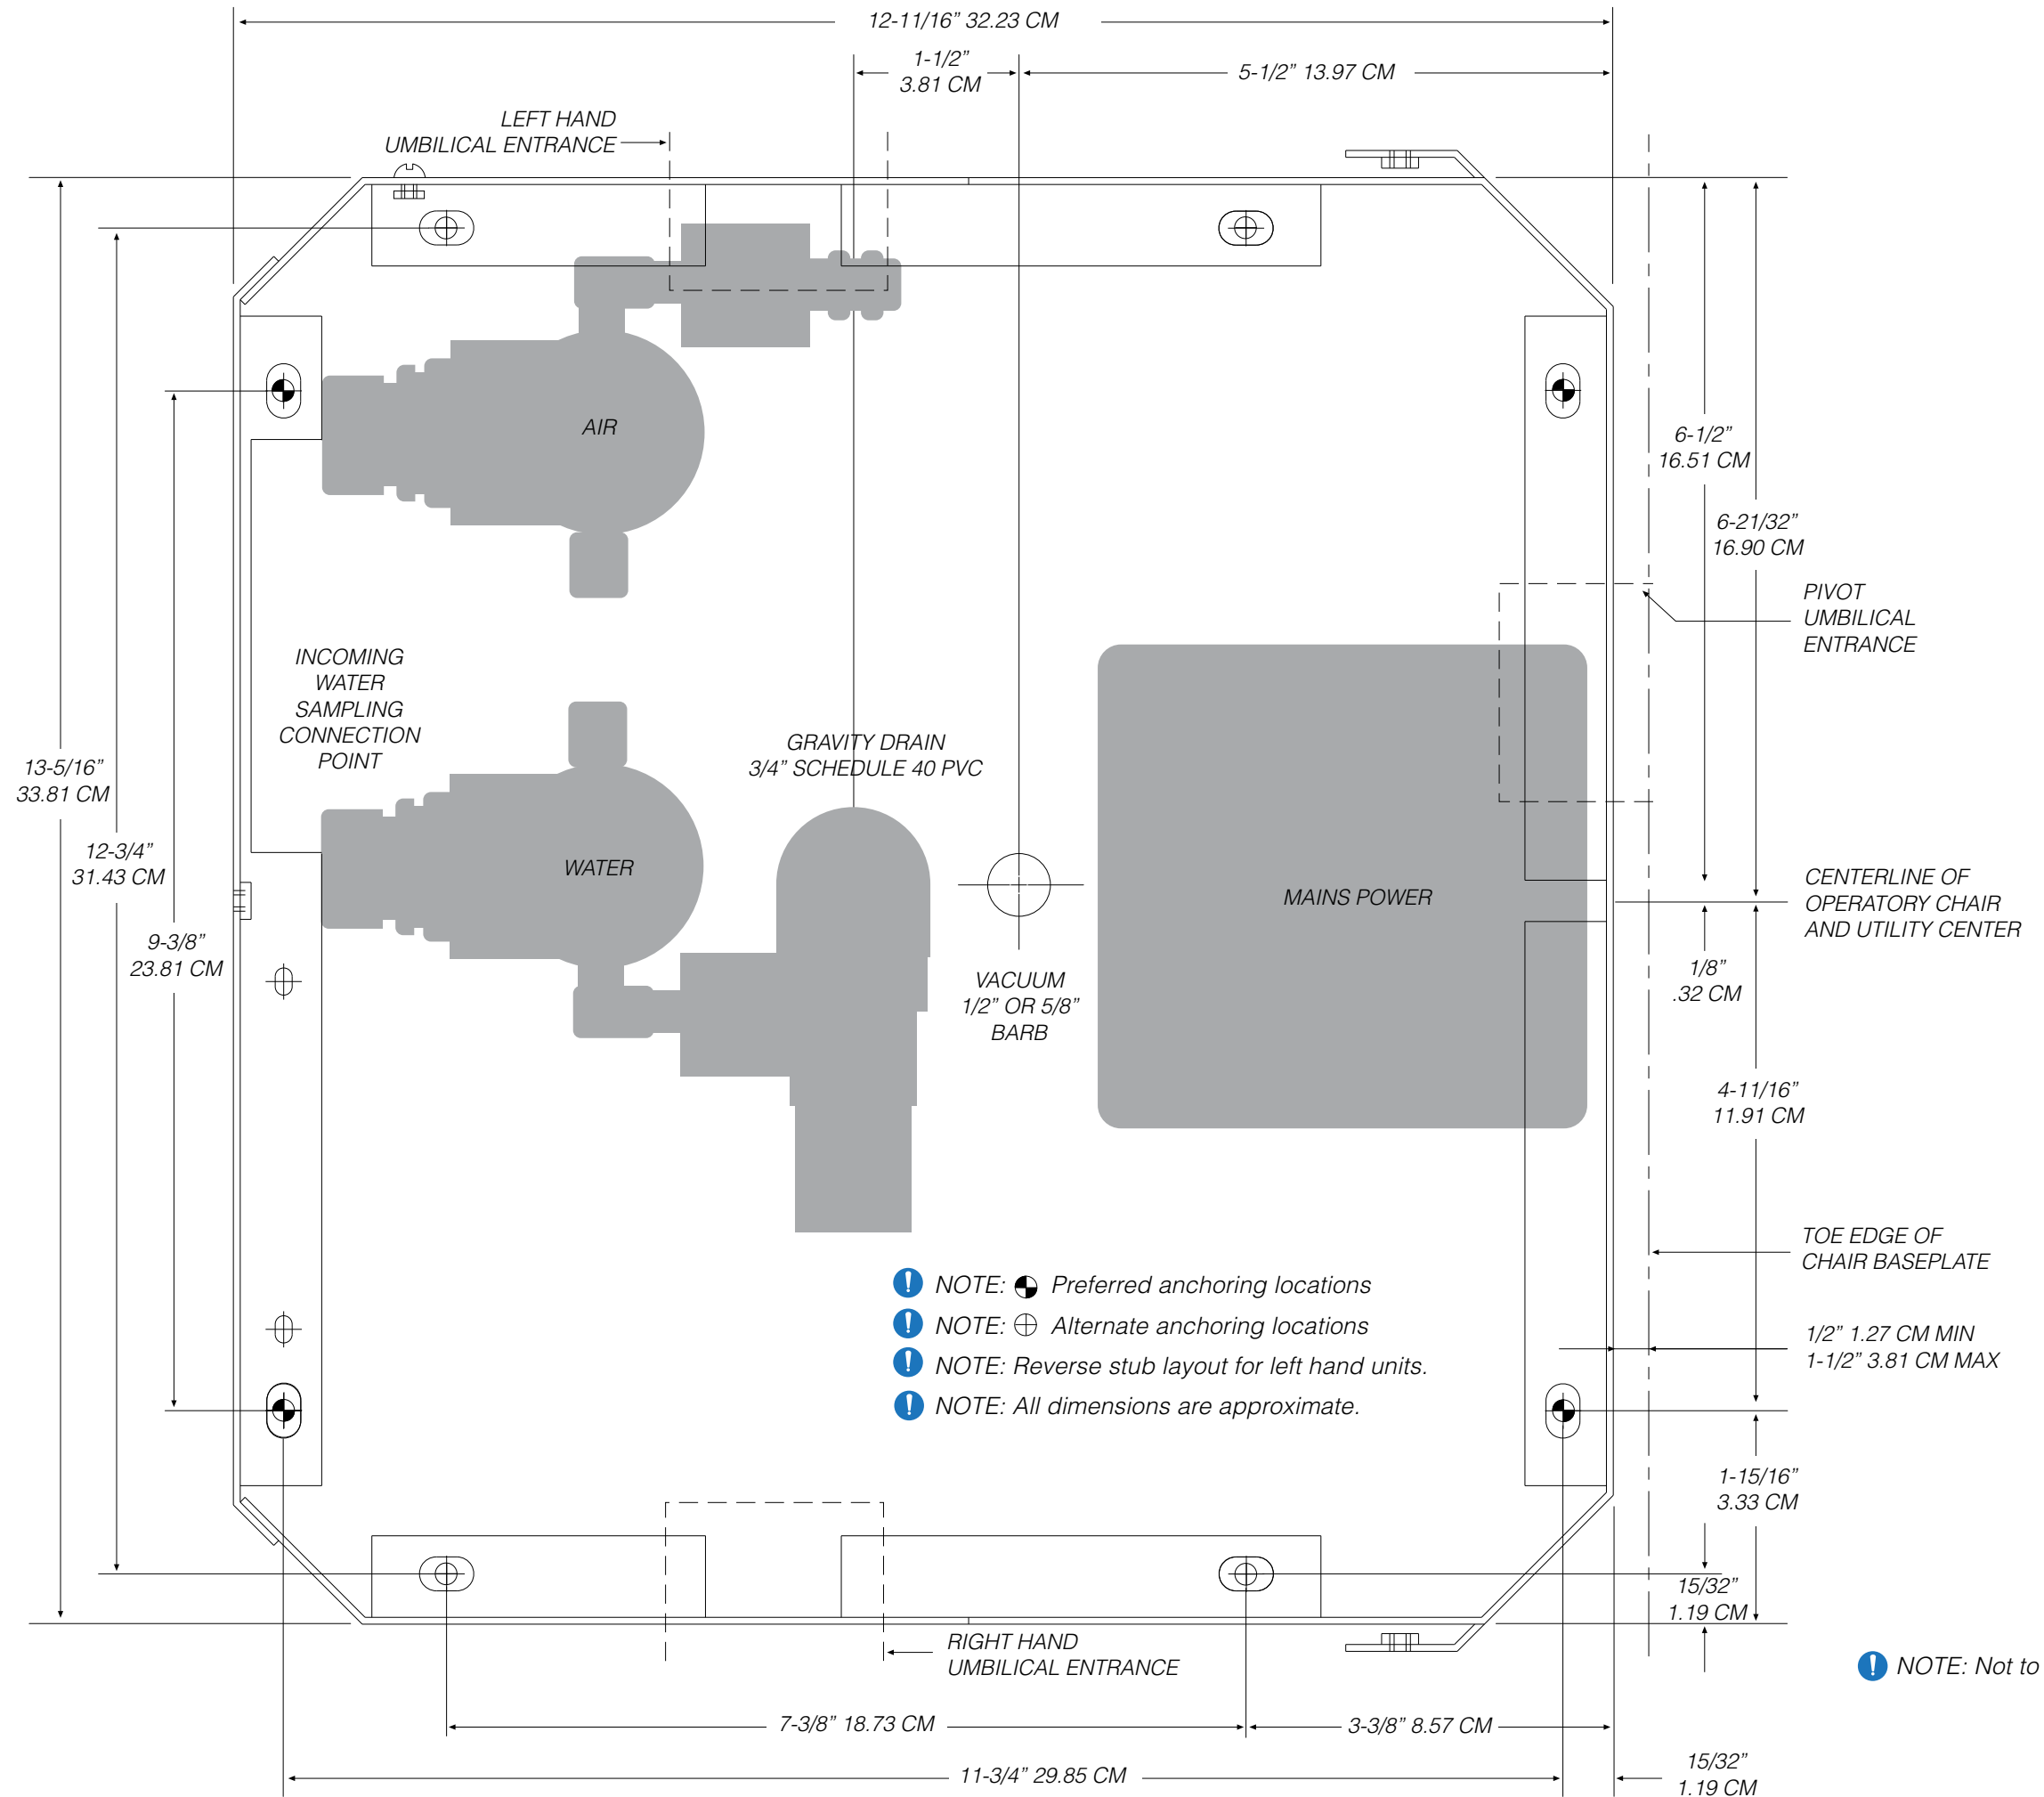 12-11/16” 32.23 CM
1-1/2”
3.81 CM
5-1/2” 13.97 CM
LEFT HAND
UMBILICAL ENTRANCE
AIR
6-1/2”
16.51 CM
6-21/32”
16.90 CM
PIVOT
UMBILICAL
ENTRANCE
INCOMING
WATER
SAMPLING
CONNECTION
POINT
GRAVITY DRAIN
3/4” SCHEDULE 40 PVC
13-5/16”
33.81 CM
12-3/4”
31.43 CM
9-3/8”
23.81 CM
WATER
MAINS POWER
CENTERLINE OF
OPERATORY CHAIR
AND UTILITY CENTER
VACUUM
1/2” OR 5/8”
BARB
1/8”
.32 CM
4-11/16”
11.91 CM
TOE EDGE OF
CHAIR BASEPLATE
NOTE: Preferred anchoring locations
NOTE: Alternate anchoring locations
NOTE: Reverse stub layout for left hand units.
NOTE: All dimensions are approximate.
1/2” 1.27 CM MIN
1-1/2” 3.81 CM MAX
1-15/16”
3.33 CM
15/32”
1.19 CM
RIGHT HAND
UMBILICAL ENTRANCE
NOTE: Not to
7-3/8” 18.73 CM
3-3/8” 8.57 CM
11-3/4” 29.85 CM
15/32”
1.19 CM